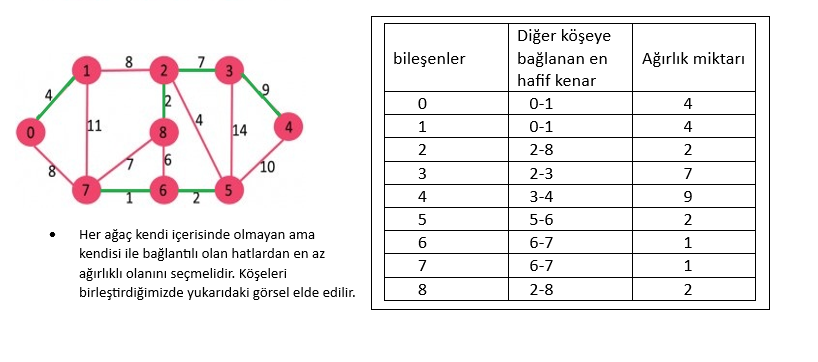 8
7
1
2
3
4
9
2
4
11
14
0
8
4
7
6
8
10
7
6
5
1
2
• Her ağaç kendi içerisinde olmayan ama
kendisi ile bağlantılı olan hatlardan en az
ağırlıklı olanını seçmelidir. Köşeleri
birleştirdiğimizde yukarıdaki görsel elde edilir.
bileşenler Diğer köşeye bağlanan en hafif kenar Ağırlık miktarı
0 0-1 4
1 0-1 4
2 2-8 2
3 2-3 7
4 3-4 9
5 5-6 2
6 6-7 1
7 6-7 1
8 2-8 2